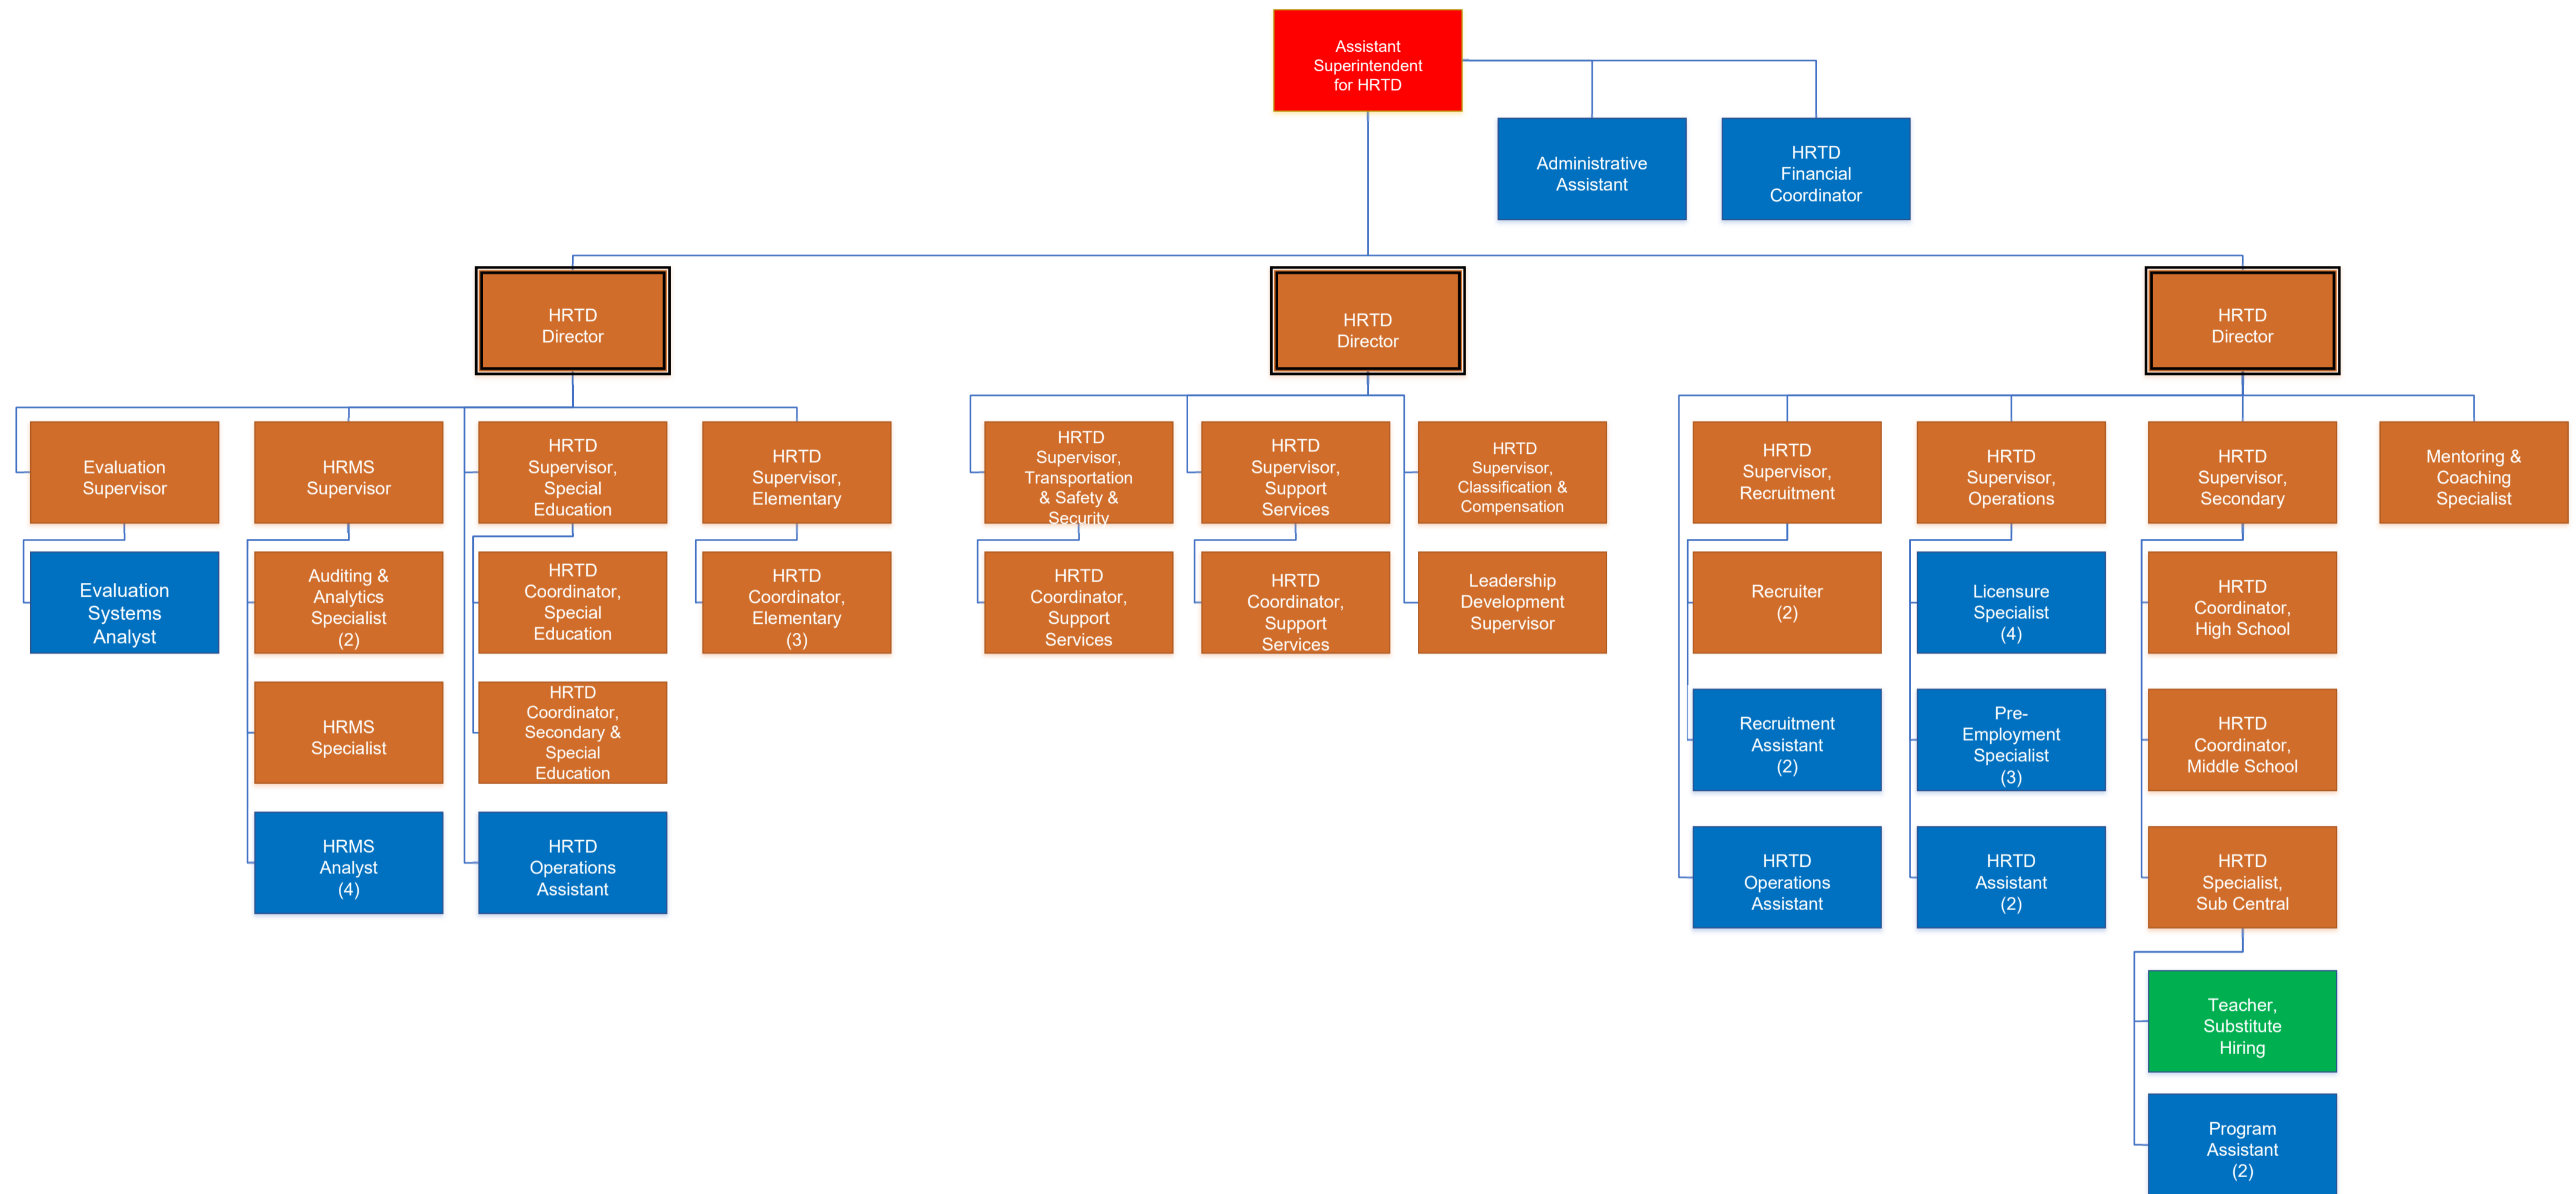 Assistant
Superintendent
for HRTD
Administrative
Assistant
HRTD
Financial
Coordinator
HRTD
Director
HRTD
Director
HRTD
Director
Evaluation
Supervisor
HRMS
Supervisor
HRTD
Supervisor,
Special
Education
HRTD
Supervisor,
Elementary
HRTD
Supervisor,
Transportation
& Safety &
Security
HRTD
Supervisor,
Support
Services
HRTD
Supervisor,
Classification &
Compensation
HRTD
Supervisor,
Recruitment
HRTD
Supervisor,
Operations
HRTD
Supervisor,
Secondary
Mentoring &
Coaching
Specialist
Evaluation
Systems
Analyst
Auditing &
Analytics
Specialist
(2)
HRTD
Coordinator,
Special
Education
HRTD
Coordinator,
Elementary
(3)
HRTD
Coordinator,
Support
Services
HRTD
Coordinator,
Support
Services
Leadership
Development
Supervisor
Recruiter
(2)
Licensure
Specialist
(4)
HRTD
Coordinator,
High School
HRMS
Specialist
HRTD
Coordinator,
Secondary &
Special
Education
Recruitment
Assistant
(2)
Pre-
Employment
Specialist
(3)
HRTD
Coordinator,
Middle School
HRMS
Analyst
(4)
HRTD
Operations
Assistant
HRTD
Operations
Assistant
HRTD
Assistant
(2)
HRTD
Specialist,
Sub Central
Teacher,
Substitute
Hiring
Program
Assistant
(2)